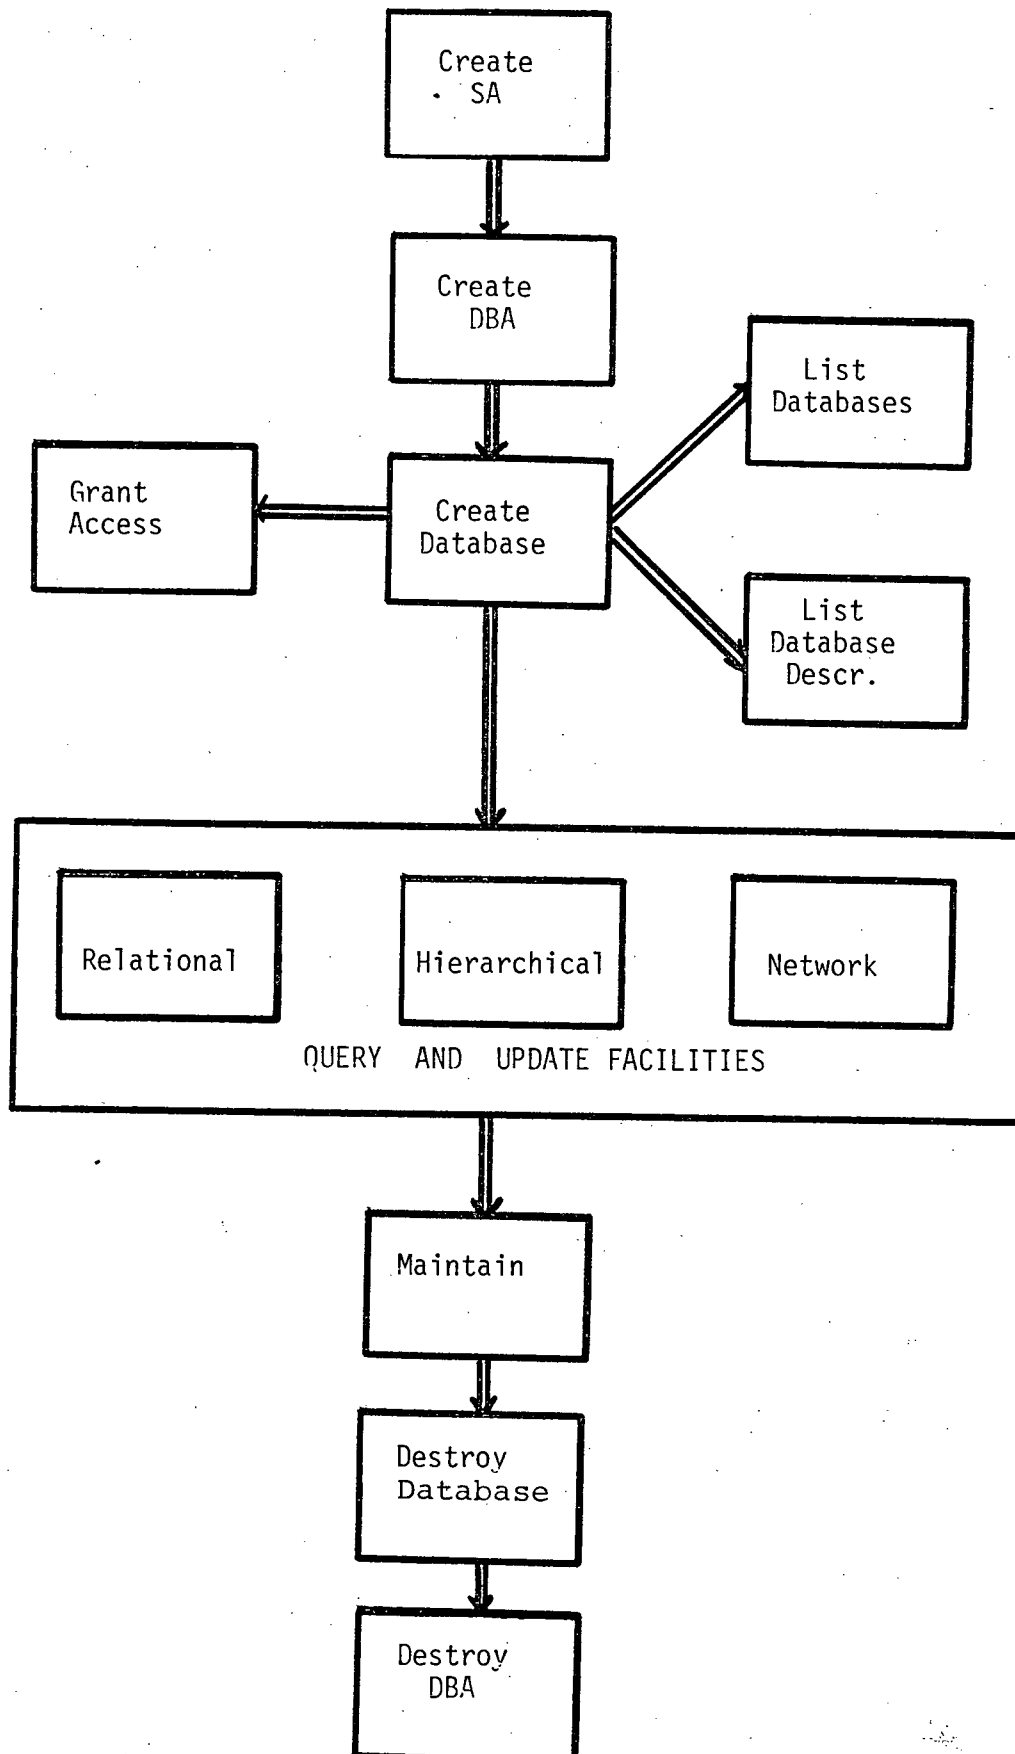 Create
SA
Create
DBA
List
Databases
Grant
Access
Create
Database
List
Database
Descr.
Relational
Hierarchical
Network
QUERY AND UPDATE FACILITIES
Maintain
Destroy
Database
Destroy
DBA